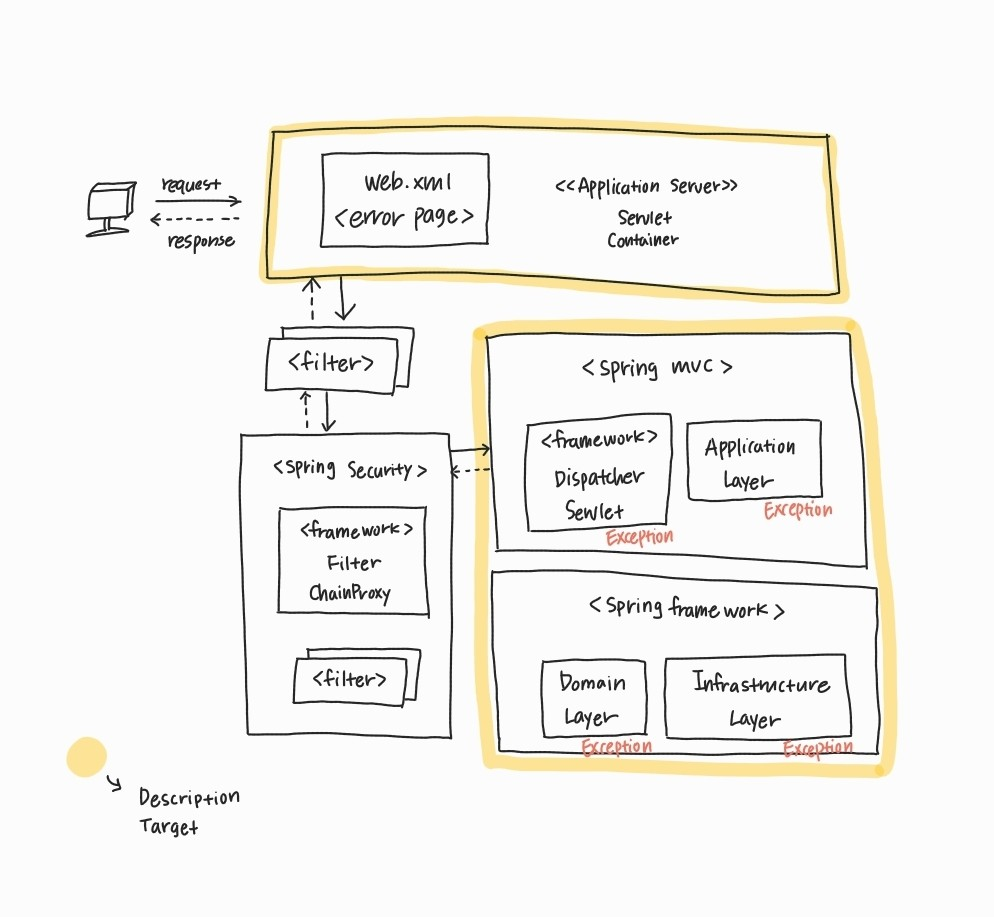 request
response
web.xml
<error page>
<<Application Server>>
Servlet
Container
<filter>
<Spring Security>
<framework>
Filter
ChainProxy
<filter>
<Spring MVC>
<framework>
Dispatcher
Servlet
Exception
Application
Layer
Exception
<Spring framework>
Domain
Layer
Exception
Infrastructure
Layer
Exception
Description
Target